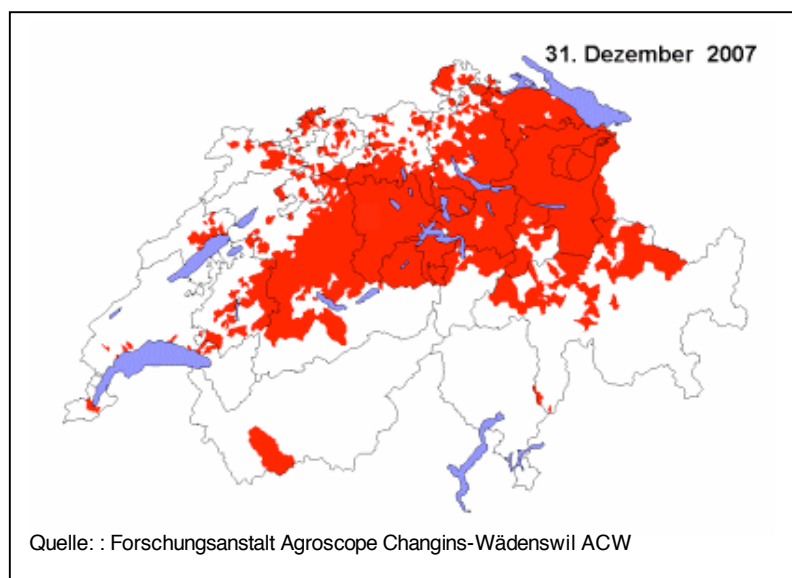 31. Dezember 2007
Quelle: : Forschungsanstalt Agroscope Changins-Wädenswil ACW